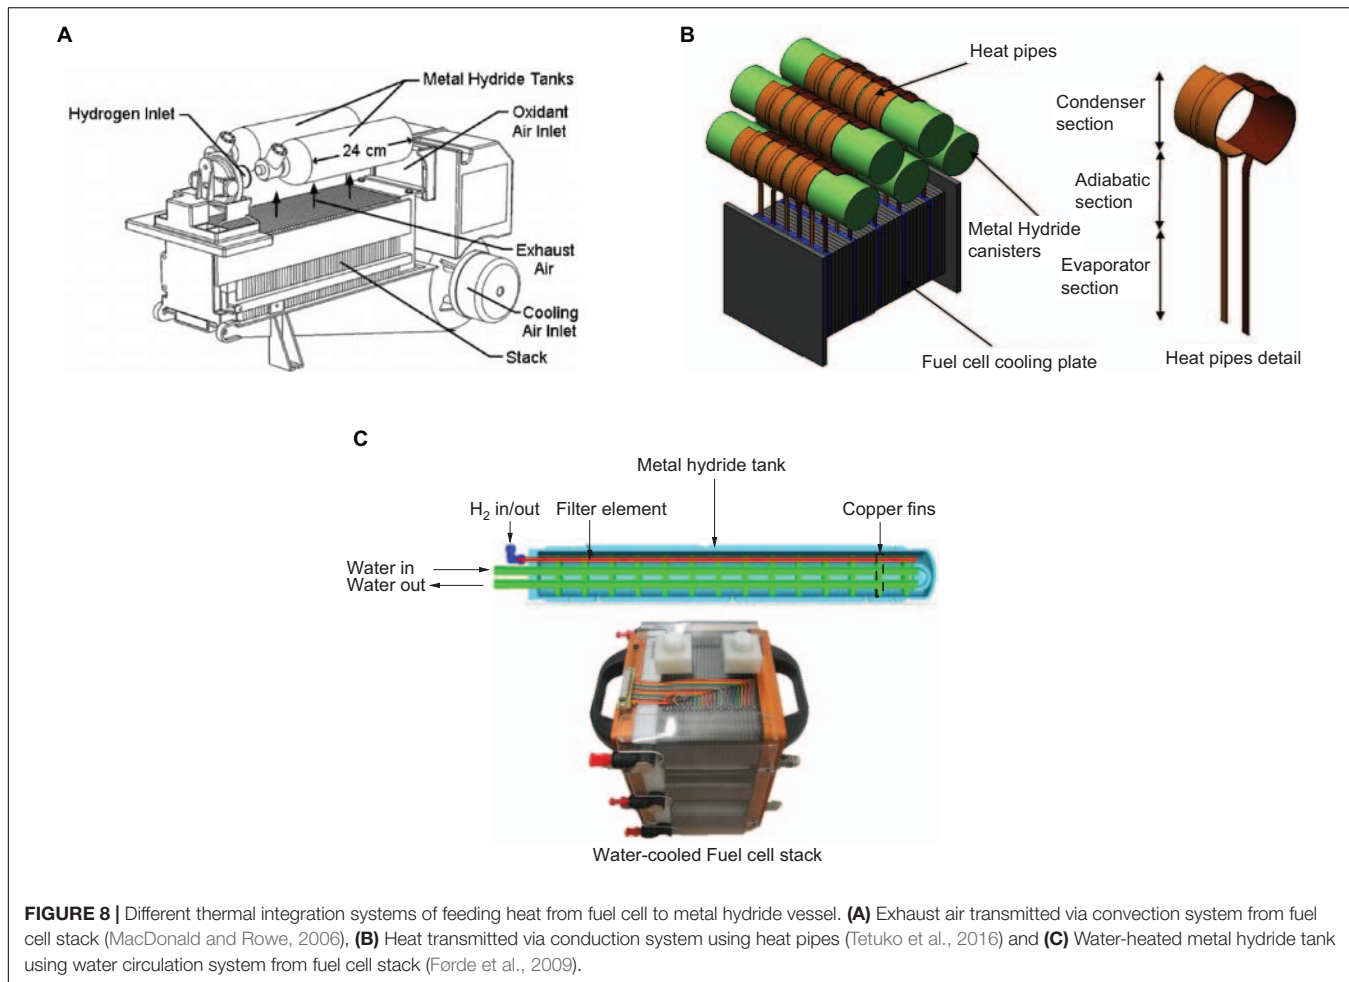 A
Metal Hydride Tanks
Hydrogen Inlet
Oxidant
Air Inlet
24 cm
Exhaust
Air
Cooling
Air Inlet
Stack
B
Heat pipes
Condenser
section
Adiabatic
section
Metal Hydride
canisters
Evaporator
section
Fuel cell cooling plate
Heat pipes detail
C
Metal hydride tank
H2 in/out
Filter element
Copper fins
Water in
Water out
Water-cooled Fuel cell stack
FIGURE 8 | Different thermal integration systems of feeding heat from fuel cell to metal hydride vessel. (A) Exhaust air transmitted via convection system from fuel
cell stack (MacDonald and Rowe, 2006), (B) Heat transmitted via conduction system using heat pipes (Tetuko et al., 2016) and (C) Water-heated metal hydride tank
using water circulation system from fuel cell stack (Førde et al., 2009).